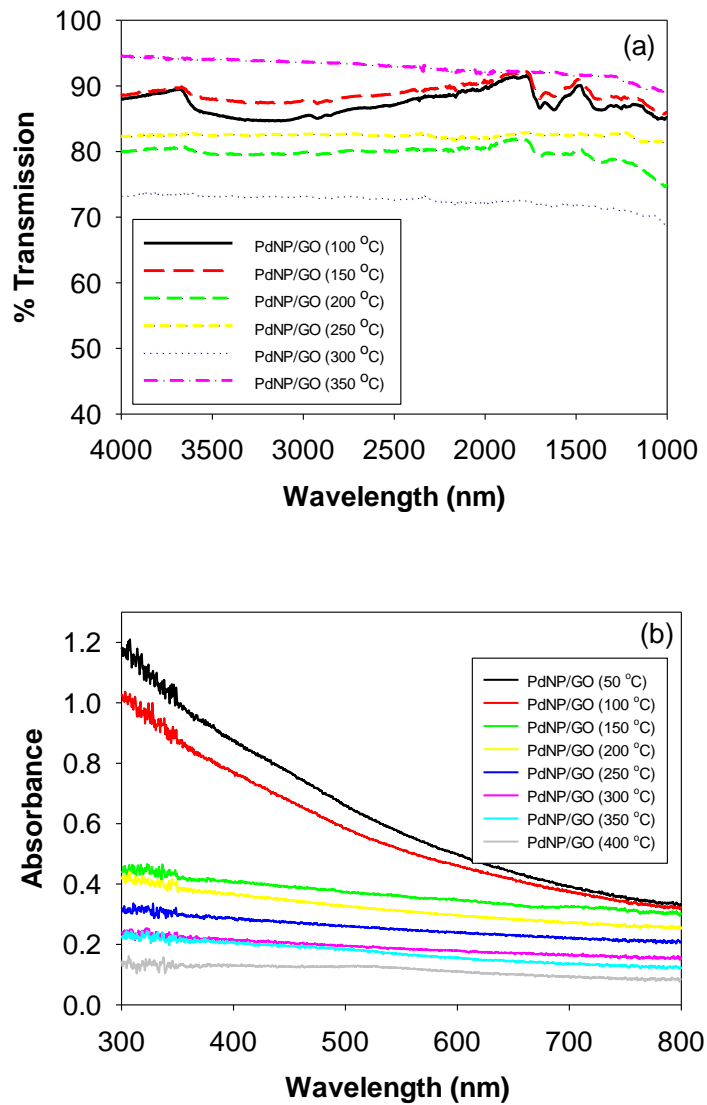 (a)
100
90
80
70
60
50
40
% Transmission
PdNP/GO (100 °C)
PdNP/GO (150 °C)
PdNP/GO (200 °C)
PdNP/GO (250 °C)
PdNP/GO (300 °C)
PdNP/GO (350 °C)
4000 3500 3000 2500 2000 1500 1000
Wavelength (nm)
(b)
1.2
1.0
0.8
0.6
0.4
0.2
0.0
Absorbance
PdNP/GO (50 °C)
PdNP/GO (100 °C)
PdNP/GO (150 °C)
PdNP/GO (200 °C)
PdNP/GO (250 °C)
PdNP/GO (300 °C)
PdNP/GO (350 °C)
PdNP/GO (400 °C)
300 400 500 600 700 800
Wavelength (nm)